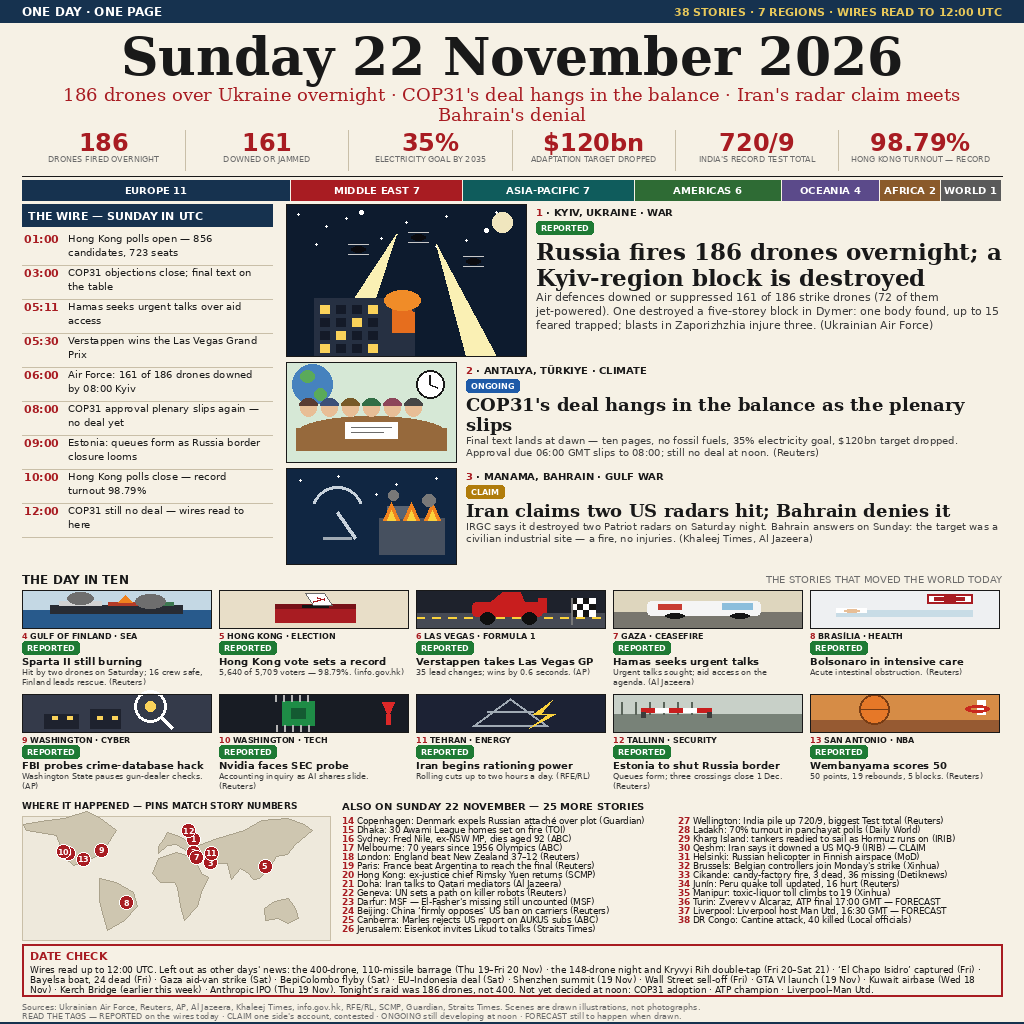 ONE DAY · ONE PAGE
38 STORIES · 7 REGIONS · WIRES READ TO 12:00 UTC
Sunday 22 November 2026
186 drones over Ukraine overnight · COP31's deal hangs in the balance · Iran's radar claim meets
Bahrain's denial
186
DRONES FIRED OVERNIGHT
161
DOWNED OR JAMMED
35%
ELECTRICITY GOAL BY 2035
$120bn
ADAPTATION TARGET DROPPED
720/9
INDIA'S RECORD TEST TOTAL
98.79%
HONG KONG TURNOUT — RECORD
EUROPE 11
MIDDLE EAST 7
ASIA-PACIFIC 7
AMERICAS 6
OCEANIA 4
AFRICA 2
WORLD 1
THE WIRE — SUNDAY IN UTC
01:00 Hong Kong polls open — 856
candidates, 723 seats
03:00 COP31 objections close; final text on
the table
05:11 Hamas seeks urgent talks over aid
access
05:30 Verstappen wins the Las Vegas Grand
Prix
06:00 Air Force: 161 of 186 drones downed
by 08:00 Kyiv
08:00 COP31 approval plenary slips again —
no deal yet
09:00 Estonia: queues form as Russia border
closure looms
10:00 Hong Kong polls close — record
turnout 98.79%
12:00 COP31 still no deal — wires read to
here
1 · KYIV, UKRAINE · WAR
REPORTED
Russia fires 186 drones overnight; a
Kyiv-region block is destroyed
Air defences downed or suppressed 161 of 186 strike drones (72 of them
jet-powered). One destroyed a five-storey block in Dymer: one body found, up to 15
feared trapped; blasts in Zaporizhzhia injure three. (Ukrainian Air Force)
2 · ANTALYA, TÜRKIYE · CLIMATE
ONGOING
COP31's deal hangs in the balance as the plenary
slips
Final text lands at dawn — ten pages, no fossil fuels, 35% electricity goal, $120bn target dropped.
Approval due 06:00 GMT slips to 08:00; still no deal at noon. (Reuters)
3 · MANAMA, BAHRAIN · GULF WAR
CLAIM
Iran claims two US radars hit; Bahrain denies it
IRGC says it destroyed two Patriot radars on Saturday night. Bahrain answers on Sunday: the target was a
civilian industrial site — a fire, no injuries. (Khaleej Times, Al Jazeera)
THE DAY IN TEN
THE STORIES THAT MOVED THE WORLD TODAY
4 GULF OF FINLAND · SEA
REPORTED
Sparta II still burning
Hit by two drones on Saturday; 16 crew safe,
Finland leads rescue. (Reuters)
5 HONG KONG · ELECTION
REPORTED
Hong Kong vote sets a record
5,640 of 5,709 voters — 98.79%. (info.gov.hk)
6 LAS VEGAS · FORMULA 1
REPORTED
Verstappen takes Las Vegas GP
35 lead changes; wins by 0.6 seconds. (AP)
7 GAZA · CEASEFIRE
REPORTED
Hamas seeks urgent talks
Urgent talks sought; aid access on the
agenda. (Al Jazeera)
8 BRASÍLIA · HEALTH
REPORTED
Bolsonaro in intensive care
Acute intestinal obstruction. (Reuters)
9 WASHINGTON · CYBER
REPORTED
FBI probes crime-database hack
Washington State pauses gun-dealer checks.
(AP)
10 WASHINGTON · TECH
REPORTED
Nvidia faces SEC probe
Accounting inquiry as AI shares slide.
(Reuters)
11 TEHRAN · ENERGY
REPORTED
Iran begins rationing power
Rolling cuts up to two hours a day. (RFE/RL)
12 TALLINN · SECURITY
REPORTED
Estonia to shut Russia border
Queues form; three crossings close 1 Dec.
(Reuters)
13 SAN ANTONIO · NBA
REPORTED
Wembanyama scores 50
50 points, 19 rebounds, 5 blocks. (Reuters)
WHERE IT HAPPENED — PINS MATCH STORY NUMBERS
12
1
10
13
9
7
11
3
5
8
ALSO ON SUNDAY 22 NOVEMBER — 25 MORE STORIES
14 Copenhagen: Denmark expels Russian attaché over plot (Guardian)
15 Dhaka: 30 Awami League homes set on fire (TOI)
16 Sydney: Fred Nile, ex-NSW MP, dies aged 92 (ABC)
17 Melbourne: 70 years since 1956 Olympics (ABC)
18 London: England beat New Zealand 37–12 (Reuters)
19 Paris: France beat Argentina to reach the final (Reuters)
20 Hong Kong: ex-justice chief Rimsky Yuen returns (SCMP)
21 Doha: Iran talks to Qatari mediators (Al Jazeera)
22 Geneva: UN sets a path on killer robots (Reuters)
23 Darfur: MSF — El-Fasher's missing still uncounted (MSF)
24 Beijing: China 'firmly opposes' US ban on carriers (Reuters)
25 Canberra: Marles rejects US report on AUKUS subs (ABC)
26 Jerusalem: Eisenkot invites Likud to talks (Straits Times)
27 Wellington: India pile up 720/9, biggest Test total (Reuters)
28 Ladakh: 70% turnout in panchayat polls (Daily World)
29 Kharg Island: tankers readied to sail as Hormuz runs on (IRIB)
30 Qeshm: Iran says it downed a US MQ-9 (IRIB) — CLAIM
31 Helsinki: Russian helicopter in Finnish airspace (MoD)
32 Brussels: Belgian controllers join Monday's strike (Xinhua)
33 Cikande: candy-factory fire, 3 dead, 36 missing (Detiknews)
34 Junín: Peru quake toll updated, 16 hurt (Reuters)
35 Manipur: toxic-liquor toll climbs to 19 (Xinhua)
36 Turin: Zverev v Alcaraz, ATP final 17:00 GMT — FORECAST
37 Liverpool: Liverpool host Man Utd, 16:30 GMT — FORECAST
38 DR Congo: Cantine attack, 40 killed (Local officials)
DATE CHECK
Wires read up to 12:00 UTC. Left out as other days' news: the 400-drone, 110-missile barrage (Thu 19–Fri 20 Nov) · the 148-drone night and Kryvyi Rih double-tap (Fri 20–Sat 21) · 'El Chapo Isidro' captured (Fri) ·
Bayelsa boat, 24 dead (Fri) · Gaza aid-van strike (Sat) · BepiColombo flyby (Sat) · EU–Indonesia deal (Sat) · Shenzhen summit (19 Nov) · Wall Street sell-off (Fri) · GTA VI launch (19 Nov) · Kuwait airbase (Wed 18
Nov) · Kerch Bridge (earlier this week) · Anthropic IPO (Thu 19 Nov). Tonight's raid was 186 drones, not 400. Not yet decided at noon: COP31 adoption · ATP champion · Liverpool–Man Utd.
Sources: Ukrainian Air Force, Reuters, AP, Al Jazeera, Khaleej Times, info.gov.hk, RFE/RL, SCMP, Guardian, Straits Times. Scenes are drawn illustrations, not photographs.
READ THE TAGS — REPORTED on the wires today · CLAIM one side's account, contested · ONGOING still developing at noon · FORECAST still to happen when drawn.